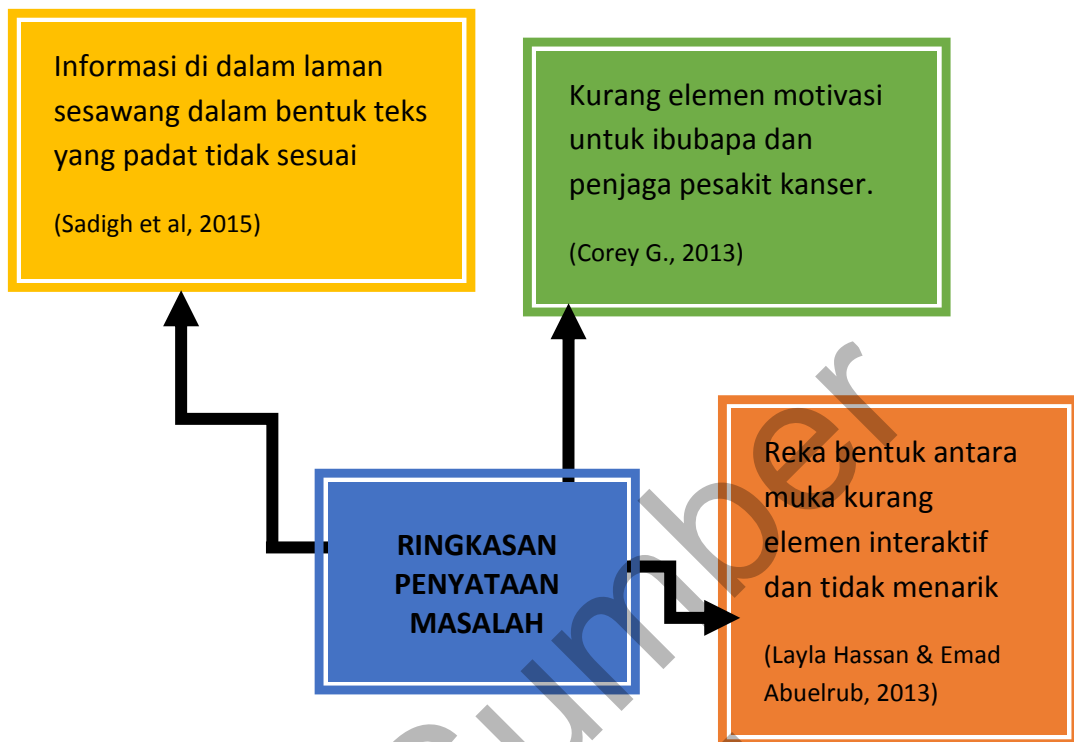 Informasi di dalam laman
sesawang dalam bentuk teks
yang padat tidak sesuai
(Sadigh et al, 2015)
Kurang elemen motivasi
untuk ibubapa dan
penjaga pesakit kanser.
(Corey G., 2013)
Reka bentuk antara
muka kurang
elemen interaktif
dan tidak menarik
(Layla Hassan & Emad
Abuelrub, 2013)
RINGKASAN
PENYATAAN
MASALAH
Sumber